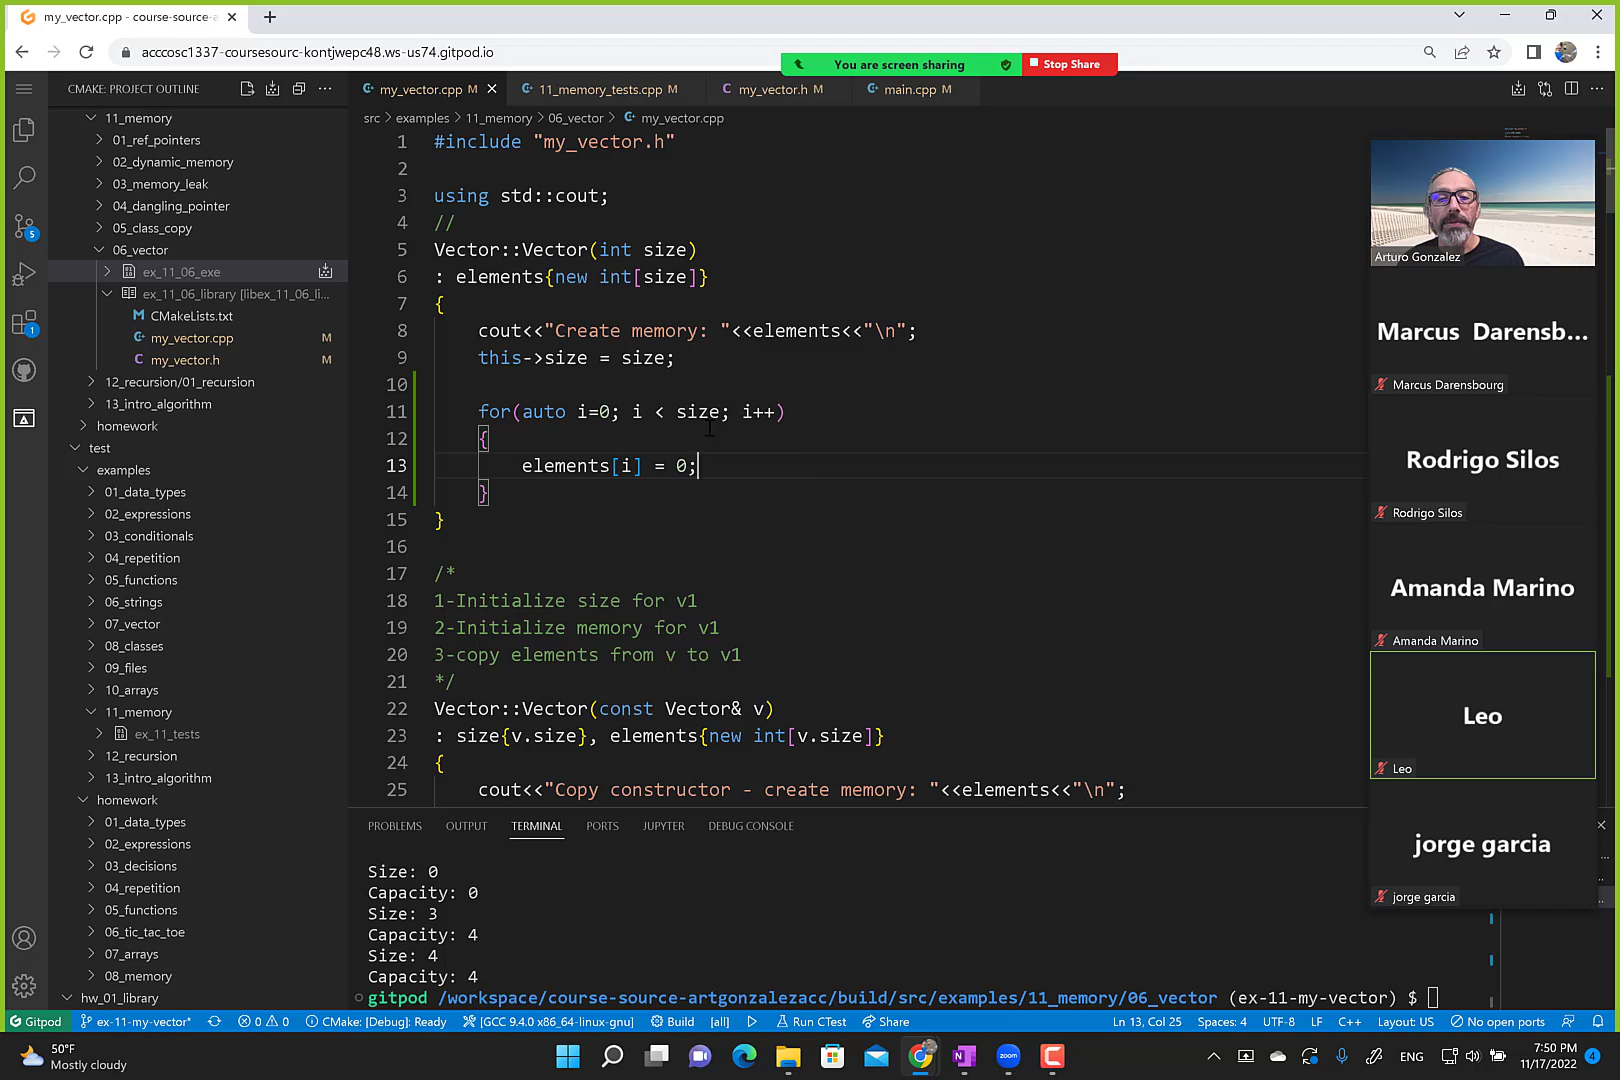 my_vector.cpp - course-source-a
acccosc1337-coursesourc-kontjwepc48.ws-us74.gitpod.io
You are screen sharing
Stop Share
CMAKE: PROJECT OUTLINE
my_vector.cpp M
11_memory_tests.cpp M
my_vector.h M
main.cpp M
src > examples > 11_memory > 06_vector > my_vector.cpp
11_memory
01_ref_pointers
02_dynamic_memory
03_memory_leak
04_dangling_pointer
05_class_copy
06_vector
ex_11_06_exe
ex_11_06_library [libex_11_06_li...
CMakeLists.txt
my_vector.cpp M
my_vector.h M
12_recursion/01_recursion
13_intro_algorithm
homework
test
examples
01_data_types
02_expressions
03_conditionals
04_repetition
05_functions
06_strings
07_vector
08_classes
09_files
10_arrays
11_memory
ex_11_tests
12_recursion
13_intro_algorithm
homework
01_data_types
02_expressions
03_decisions
04_repetition
05_functions
06_tic_tac_toe
07_arrays
08_memory
hw_01_library
5
1
1 #include "my_vector.h"
2
3 using std::cout;
4 //
5 Vector::Vector(int size)
6 : elements{new int[size]}
7 {
8 cout<<"Create memory: "<<elements<<"\n";
9 this->size = size;
10
11 for(auto i=0; i < size; i++)
12 {
13 elements[i] = 0;
14 }
15 }
16
17 /*
18 1-Initialize size for v1
19 2-Initialize memory for v1
20 3-copy elements from v to v1
21 */
22 Vector::Vector(const Vector& v)
23 : size{v.size}, elements{new int[v.size]}
24 {
25 cout<<"Copy constructor - create memory: "<<elements<<"\n";
PROBLEMS OUTPUT TERMINAL PORTS JUPYTER DEBUG CONSOLE
Size: 0
Capacity: 0
Size: 3
Capacity: 4
Size: 4
Capacity: 4
gitpod /workspace/course-source-artgonzalezacc/build/src/examples/11_memory/06_vector (ex-11-my-vector) $
Arturo Gonzalez
Marcus Darensb...
Marcus Darensbourg
Rodrigo Silos
Rodrigo Silos
Amanda Marino
Amanda Marino
Leo
Leo
jorge garcia
jorge garcia
Gitpod ex-11-my-vector* 0 0 CMake: [Debug]: Ready [GCC 9.4.0 x86_64-linux-gnu] Build [all] Run CTest Share Ln 13, Col 25 Spaces: 4 UTF-8 LF C++ Layout: US No open ports
50°F
Mostly cloudy
zoom
ENG
7:50 PM
11/17/2022
4